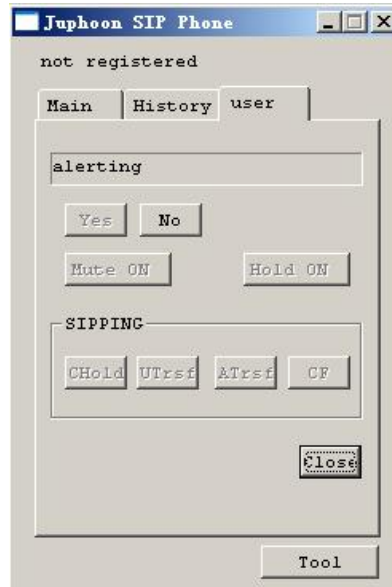 Juphoon SIP Phone
not registered
Main History user
alerting
Yes No
Mute ON Hold ON
SIPPING
CHold UTrsf ATrsf CF
Close
Tool